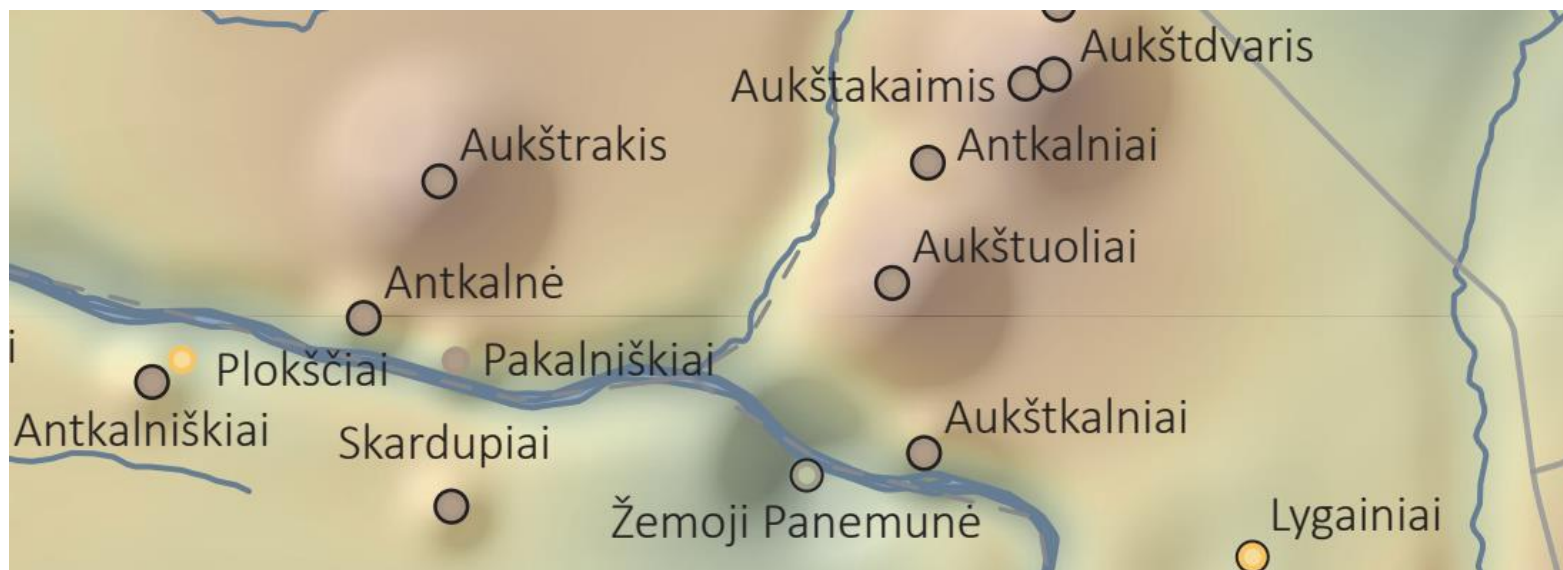 Aukštdvaris
Aukštakaimis
Aukštrakis
Antkalniai
Aukštuoliai
Antkalnė
i
Plokščiai
Pakalniškiai
Antkalniškiai
Skardupiai
Aukštkalniai
Žemoji Panemunė
Lygainiai